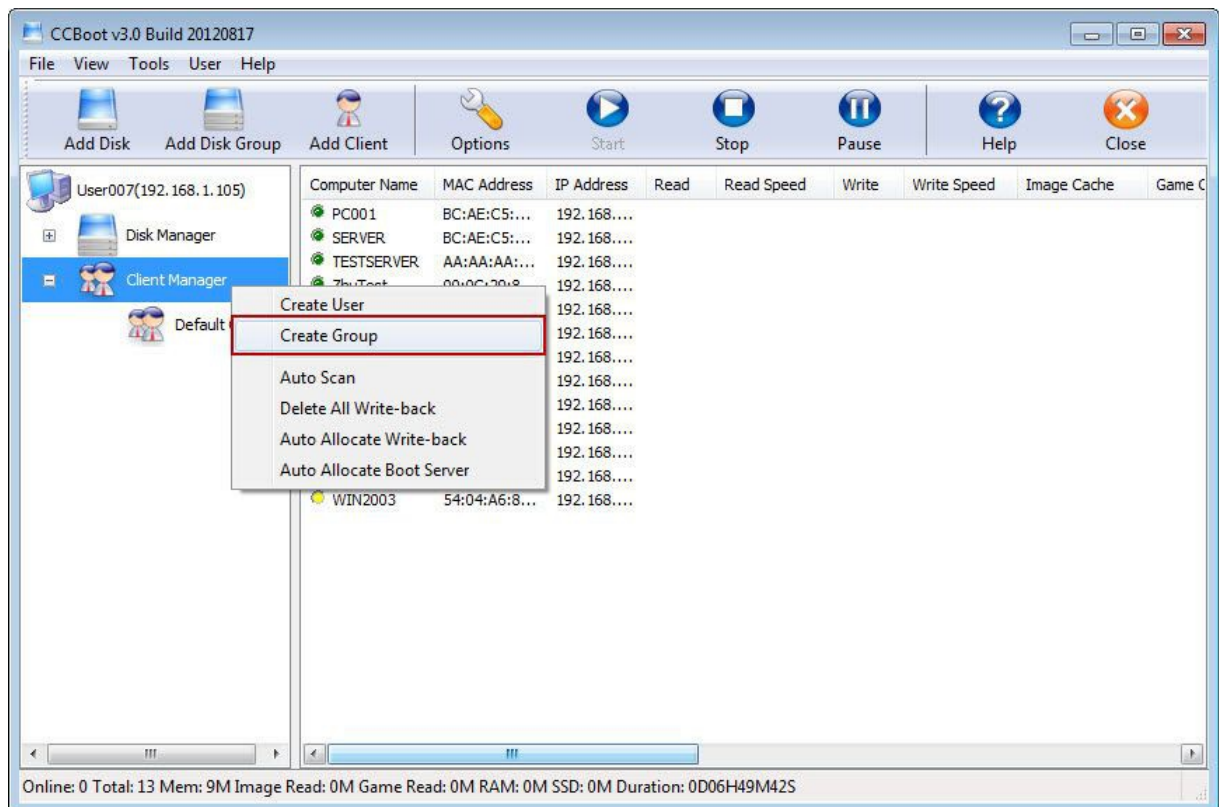 CCBoot v3.0 Build 20120817
File View Tools User Help
Add Disk Add Disk Group Add Client Options Start Stop Pause Help Close
User007(192.168.1.105)
Disk Manager
Client Manager
Default
Computer Name MAC Address IP Address Read Read Speed Write Write Speed Image Cache Game C
PC001 BC:AE:C5:... 192.168....
SERVER BC:AE:C5:... 192.168....
TESTSERVER AA:AA:AA:... 192.168....
192.168....
192.168....
192.168....
192.168....
192.168....
192.168....
192.168....
192.168....
192.168....
WIN2003 54:04:A6:8... 192.168....
Create User
Create Group
Auto Scan
Delete All Write-back
Auto Allocate Write-back
Auto Allocate Boot Server
Online: 0 Total: 13 Mem: 9M Image Read: 0M Game Read: 0M RAM: 0M SSD: 0M Duration: 0D06H49M42S